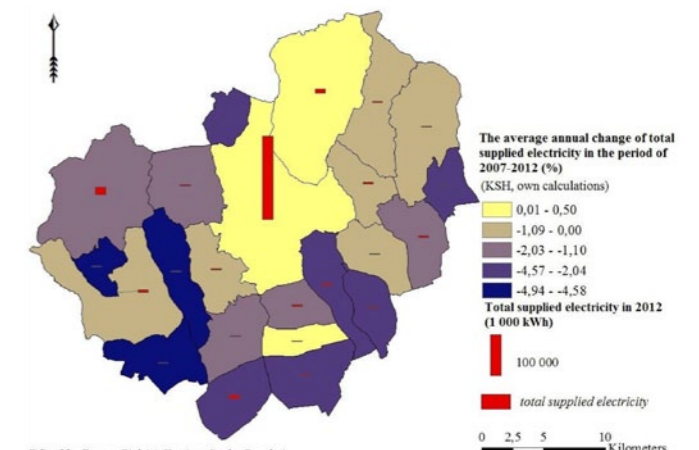 The average annual change of total
supplied electricity in the period of
2007-2012 (%)
(KSH, own calculations)
0,01 - 0,50
-1,09 - 0,00
-2,03 - -1,10
-4,57 - -2,04
-4,94 - -4,58
Total supplied electricity in 2012
(1 000 kWh)
100 000
total supplied electricity
0 2,5 5 10
Kilometers